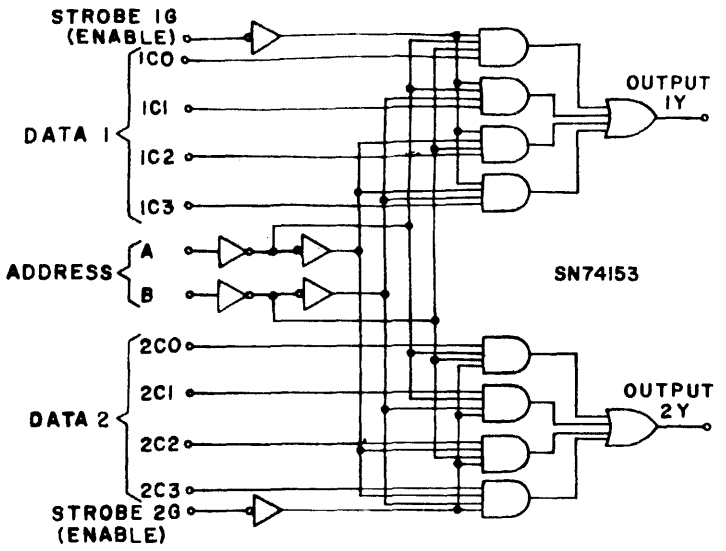 STROBE 1G
(ENABLE)
1C0
1C1
DATA 1
1C2
1C3
OUTPUT
1Y
A
ADDRESS
B
SN74153
2C0
2C1
DATA 2
2C2
2C3
OUTPUT
2Y
STROBE 2G
(ENABLE)